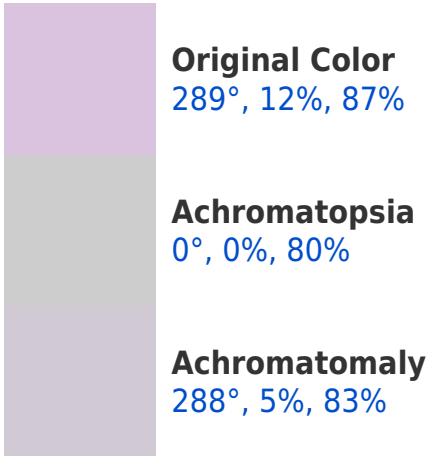 Original Color
289°, 12%, 87%
Achromatopsia
0°, 0%, 80%
Achromatomaly
288°, 5%, 83%